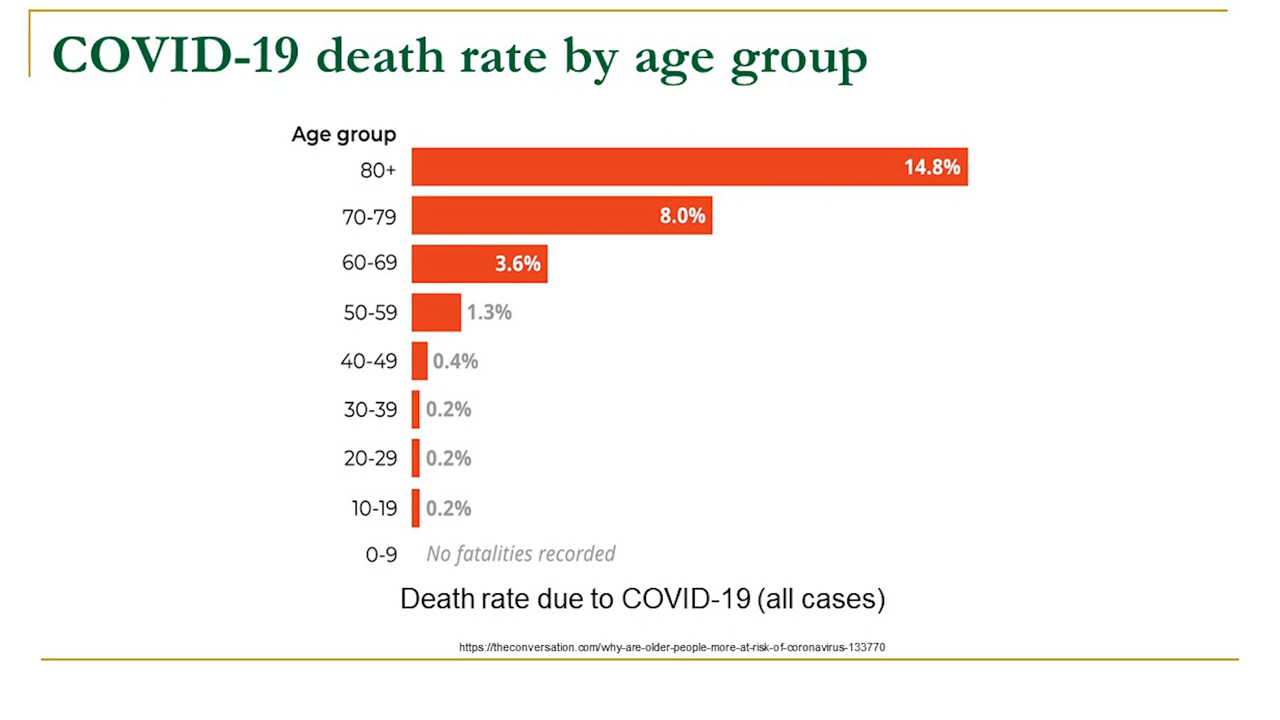 COVID-19 death rate by age group
Age group
80+ 14.8%
70-79 8.0%
60-69 3.6%
50-59 1.3%
40-49 0.4%
30-39 0.2%
20-29 0.2%
10-19 0.2%
0-9 No fatalities recorded
Death rate due to COVID-19 (all cases)
https://theconversation.com/why-are-older-people-more-at-risk-of-coronavirus-133770